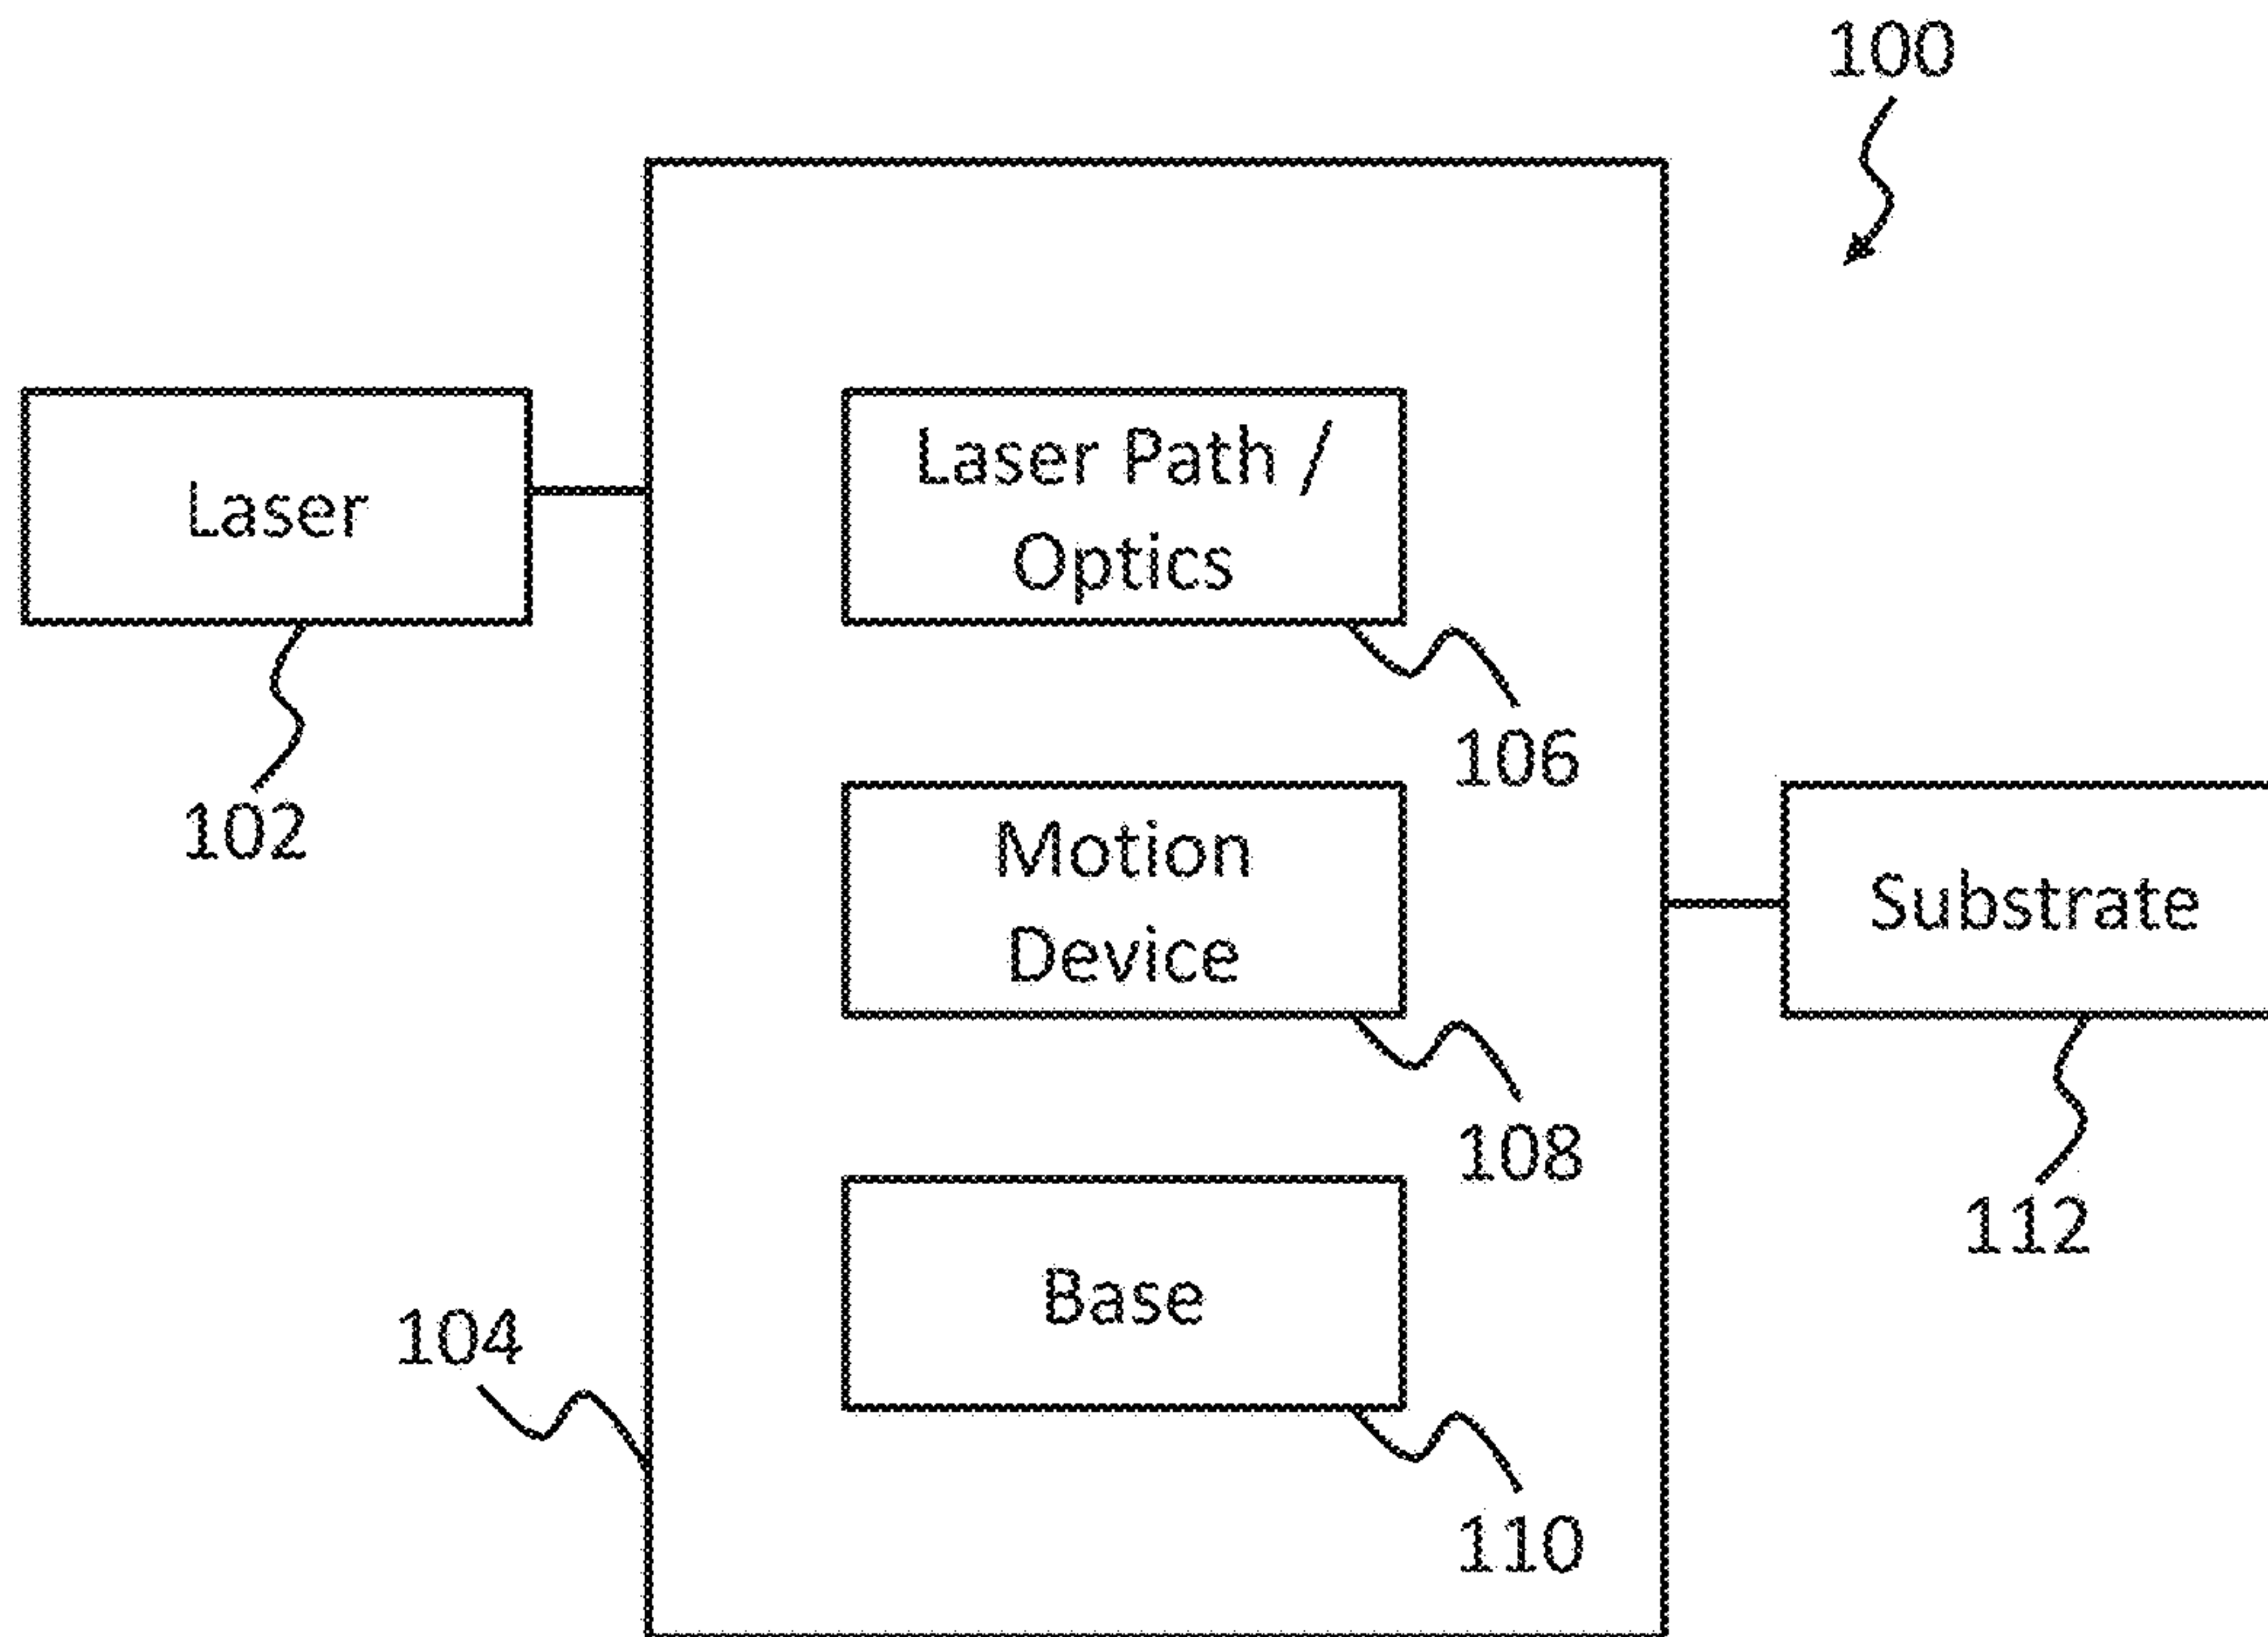 100
Laser
102
Laser Path /
Optics
106
Motion
Device
108
Substrate
112
Base
104
110